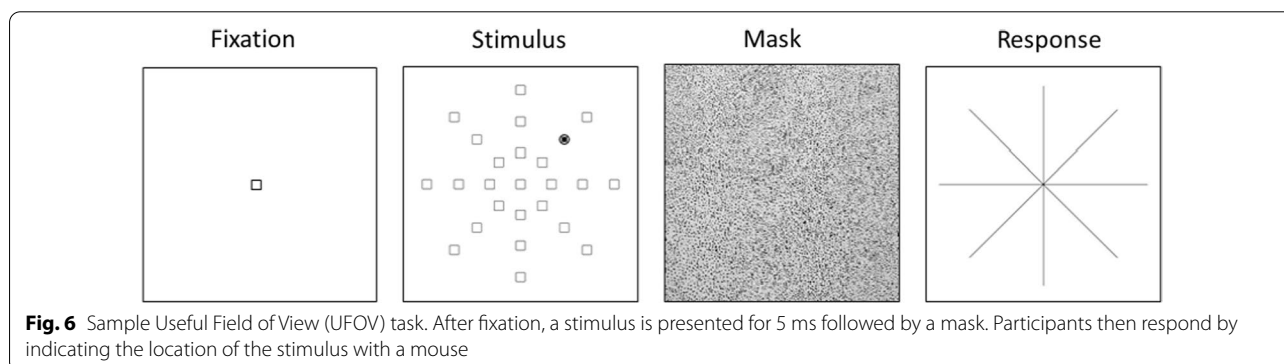 Fixation Stimulus Mask Response
Fig. 6 Sample Useful Field of View (UFOV) task. After fixation, a stimulus is presented for 5 ms followed by a mask. Participants then respond by
indicating the location of the stimulus with a mouse